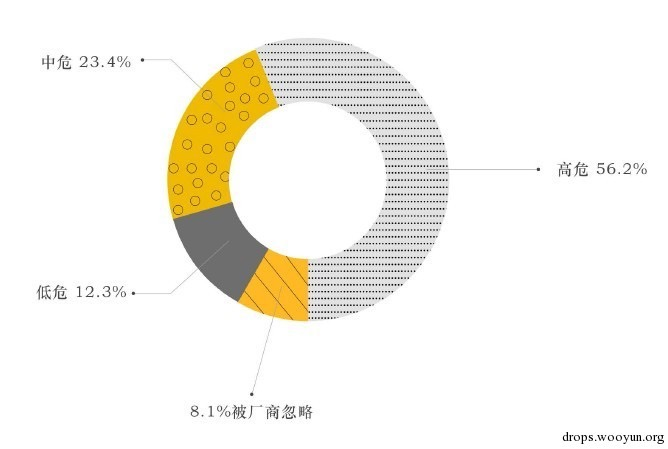 中危 23.4%
高危 56.2%
低危 12.3%
8.1%被厂商忽略
drops.wooyun.org